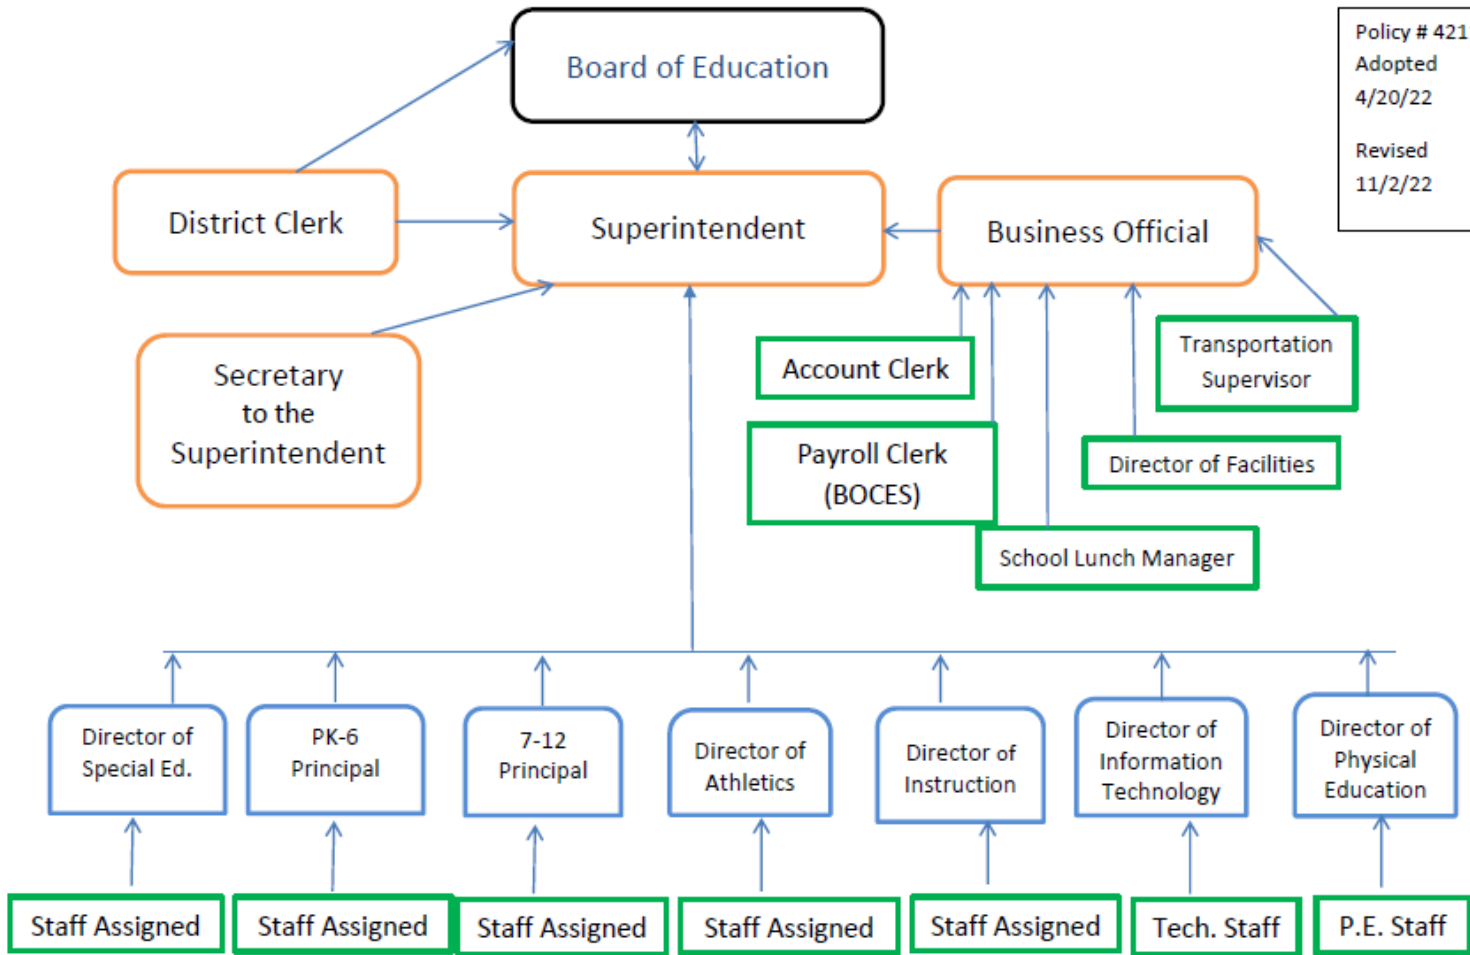 Board of Education
Policy # 421
Adopted
4/20/22
Revised
11/2/22
District Clerk
Superintendent
Business Official
Secretary
to the
Superintendent
Account Clerk
Transportation
Supervisor
Payroll Clerk
(BOCES)
Director of Facilities
School Lunch Manager
Director of
Special Ed.
PK-6
Principal
7-12
Principal
Director of
Athletics
Director of
Instruction
Director of
Information
Technology
Director of
Physical
Education
Staff Assigned
Staff Assigned
Staff Assigned
Staff Assigned
Staff Assigned
Tech. Staff
P.E. Staff